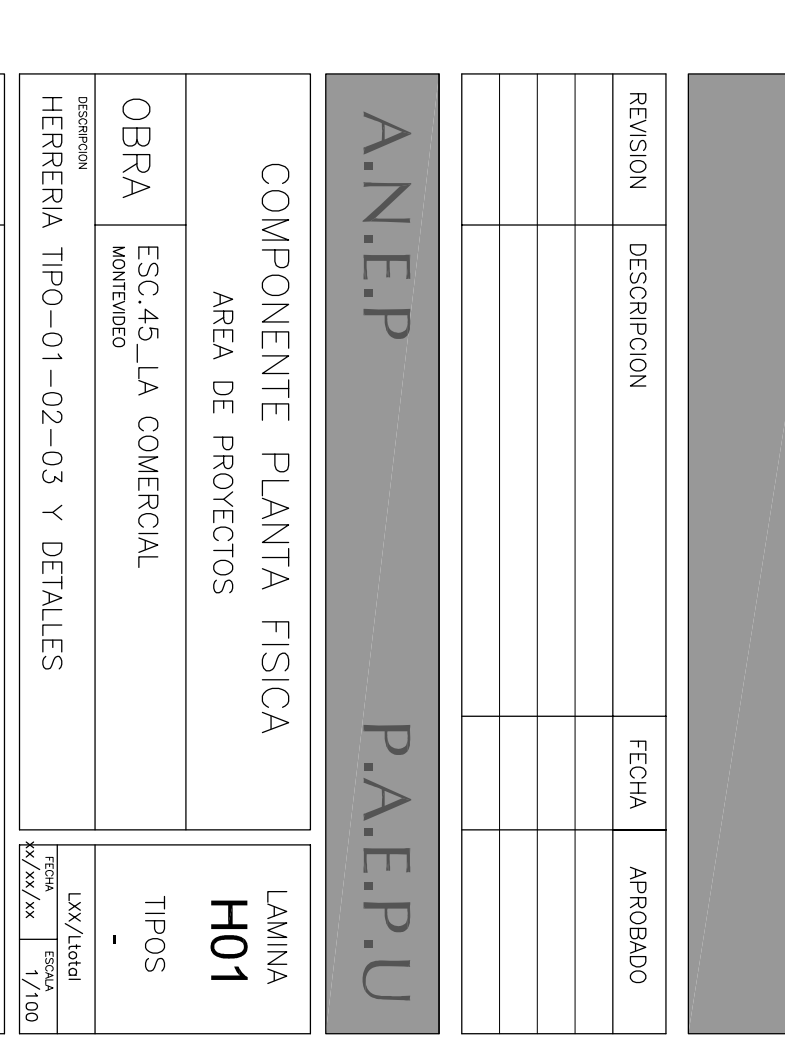 REVISION DESCRIPCION FECHA APROBADO
A.N.E.P P.A.E.P.U
COMPONENTE PLANTA FISICA
AREA DE PROYECTOS
OBRA
ESC.45_LA COMERCIAL
MONTEVIDEO
DESCRIPCION
HERRERIA TIPO-01-02-03 Y DETALLES
LAMINA
H01
TIPOS
-
LXX/Ltotal
FECHA
xx/xx/xx
ESCALA
1/100